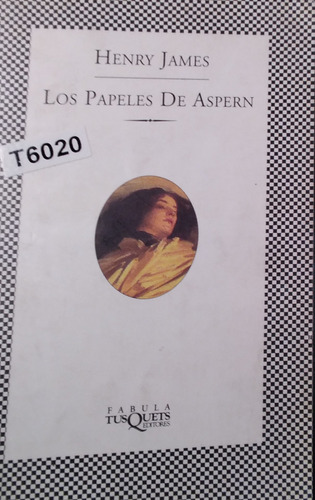 HENRY JAMES
LOS PAPELES DE ASPERN
T6020
FABULA
TUSQUETS
EDITORES